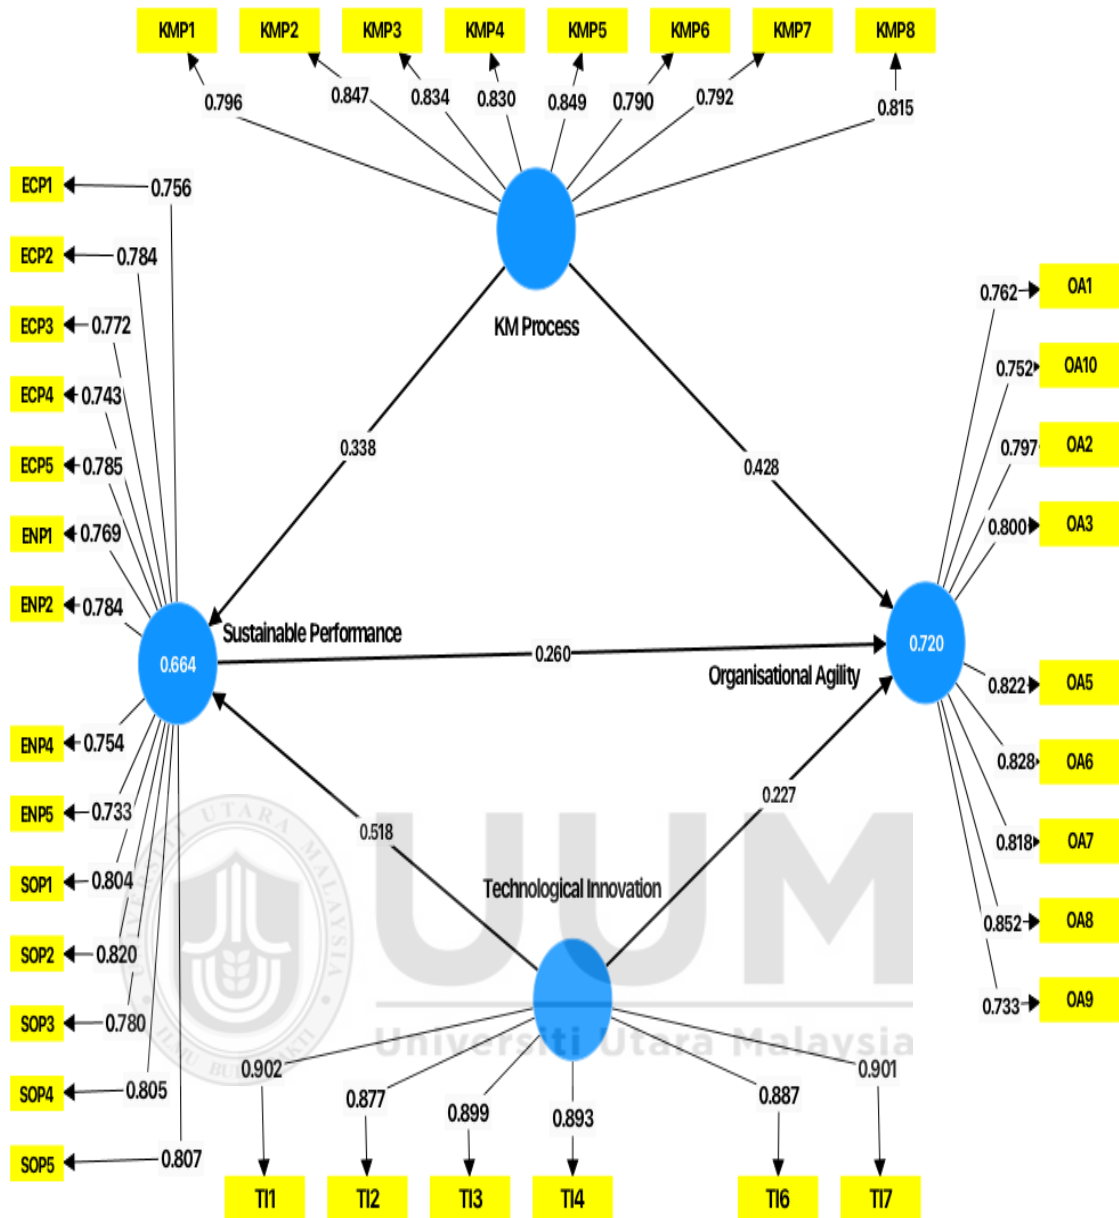 KMP1 KMP2 KMP3 KMP4 KMP5 KMP6 KMP7 KMP8
0.796 0.847 0.834 0.830 0.849 0.790 0.792 0.815
KM Process
ECP1 0.756
ECP2 0.784
ECP3 0.772
ECP4 0.743
ECP5 0.785
ENP1 0.769
ENP2 0.784
ENP4 0.754
ENP5 0.733
SOP1 0.804
SOP2 0.820
SOP3 0.780
SOP4 0.805
SOP5 0.807
0.762 OA1
0.752 OA10
0.797 OA2
0.800 OA3
0.822 OA5
0.828 OA6
0.818 OA7
0.852 OA8
0.733 OA9
0.338
0.428
Sustainable Performance
0.664
0.260
0.720
Organisational Agility
0.518
0.227
Technological Innovation
0.902 0.877 0.899 0.893 0.887 0.901
TI1 TI2 TI3 TI4 TI6 TI7
UUM
Universiti Utara Malaysia
UTARA MALAYSIA